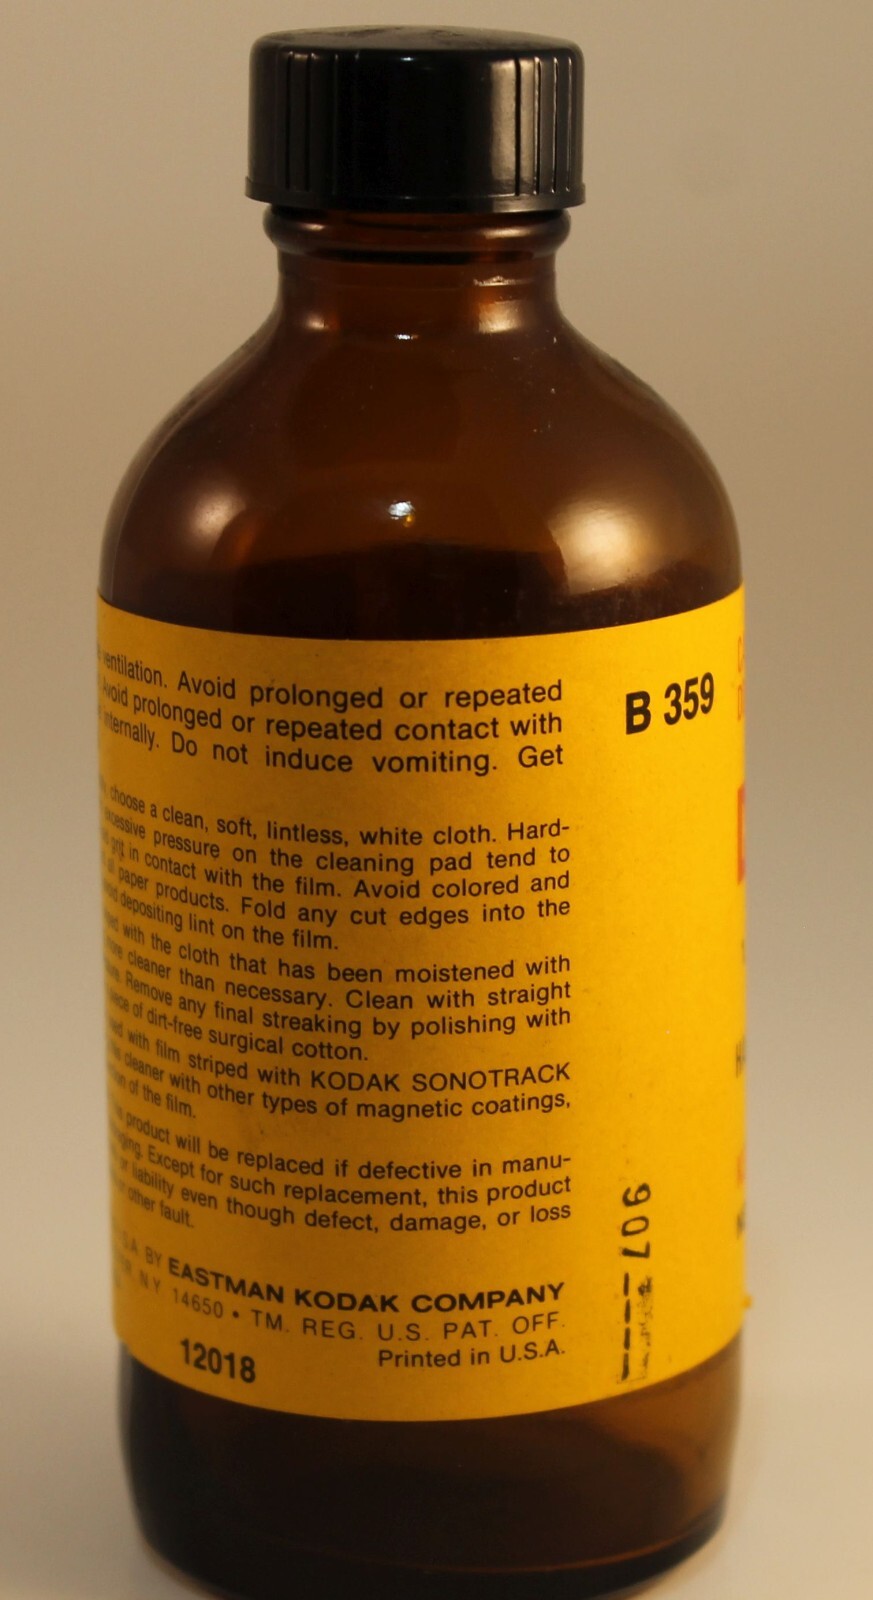 ventilation. Avoid prolonged or repeated
Avoid prolonged or repeated contact with
internally. Do not induce vomiting. Get
choose a clean, soft, lintless, white cloth. Hard-
excessive pressure on the cleaning pad tend to
grit in contact with the film. Avoid colored and
paper products. Fold any cut edges into the
depositing lint on the film.
with the cloth that has been moistened with
more cleaner than necessary. Clean with straight
Remove any final streaking by polishing with
piece of dirt-free surgical cotton.
with film striped with KODAK SONOTRACK
cleaner with other types of magnetic coatings,
of the film.
product will be replaced if defective in manu-
Except for such replacement, this product
or liability even though defect, damage, or loss
other fault.
BY EASTMAN KODAK COMPANY
N.Y. 14650 • TM. REG. U.S. PAT. OFF.
12018
Printed in U.S.A.
B 359
907